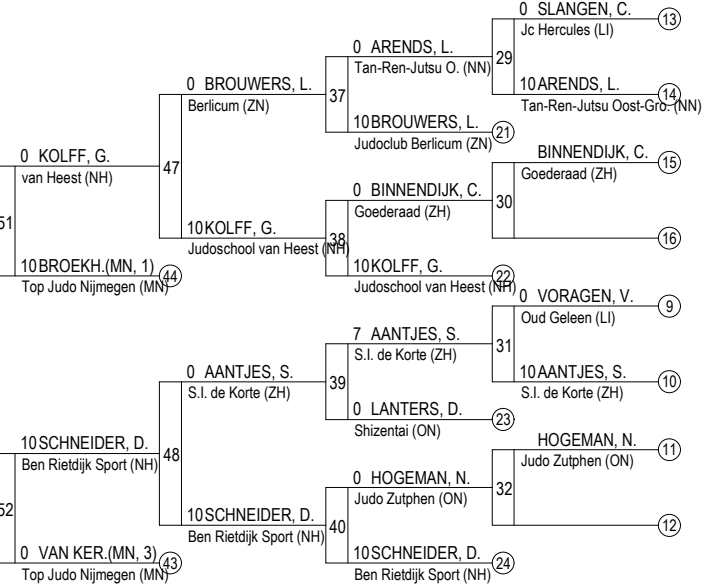 0 SLANGEN, C.
13
Jc Hercules (LI)
0 ARENDS, L.
29
Tan-Ren-Jutsu O. (NN)
0 BROUWERS, L.
10 ARENDS, L.
14
Berlicum (ZN)
37
Tan-Ren-Jutsu Oost-Gro. (NN)
10 BROUWERS, L.
21
Judoclub Berlicum (ZN)
0 KOLFF, G.
BINNENDIJK, C.
15
van Heest (NH)
47
Goederaad (ZH)
0 BINNENDIJK, C.
30
Goederaad (ZH)
51
10 KOLFF, G.
38
16
Judoschool van Heest (NH)
10 BROEKH.(MN, 1)
44
10 KOLFF, G.
22
Top Judo Nijmegen (MN)
Judoschool van Heest (NH)
0 VORAGEN, V.
9
Oud Geleen (LI)
7 AANTJES, S.
31
S.I. de Korte (ZH)
0 AANTJES, S.
39
10 AANTJES, S.
10
S.I. de Korte (ZH)
S.I. de Korte (ZH)
0 LANTERS, D.
23
Shizentai (ON)
10 SCHNEIDER, D.
48
HOGEMAN, N.
11
Ben Rietdijk Sport (NH)
Judo Zutphen (ON)
0 HOGEMAN, N.
32
Judo Zutphen (ON)
52
10 SCHNEIDER, D.
40
12
Ben Rietdijk Sport (NH)
0 VAN KER.(MN, 3)
43
10 SCHNEIDER, D.
24
Top Judo Nijmegen (MN)
Ben Rietdijk Sport (NH)